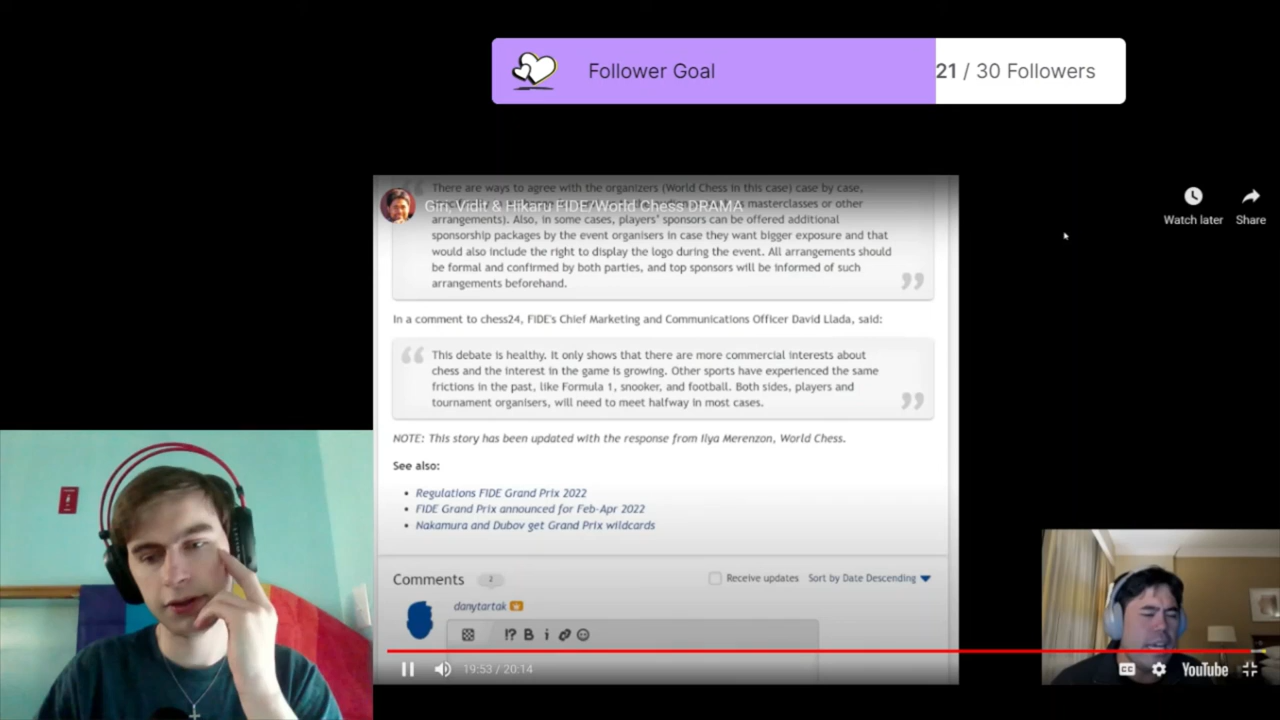 Follower Goal
21 / 30 Followers
There are ways to agree with the organizers (World Chess in this case) case by case,
Giri, Vidit & Hikaru FIDE/World Chess DRAMA
masterclasses or other
arrangements). Also, in some cases, players' sponsors can be offered additional
sponsorship packages by the event organisers in case they want bigger exposure and that
would also include the right to display the logo during the event. All arrangements should
be formal and confirmed by both parties, and top sponsors will be informed of such
arrangements beforehand.
Watch later
Share
In a comment to chess24, FIDE's Chief Marketing and Communications Officer David Llada, said:
This debate is healthy. It only shows that there are more commercial interests about
chess and the interest in the game is growing. Other sports have experienced the same
frictions in the past, like Formula 1, snooker, and football. Both sides, players and
tournament organisers, will need to meet halfway in most cases.
NOTE: This story has been updated with the response from Ilya Merenzon, World Chess.
See also:
• Regulations FIDE Grand Prix 2022
• FIDE Grand Prix announced for Feb-Apr 2022
• Nakamura and Dubov get Grand Prix wildcards
Comments 2
Receive updates
Sort by Date Descending
danytartak
!? B i
19:53 / 20:14
CC
YouTube